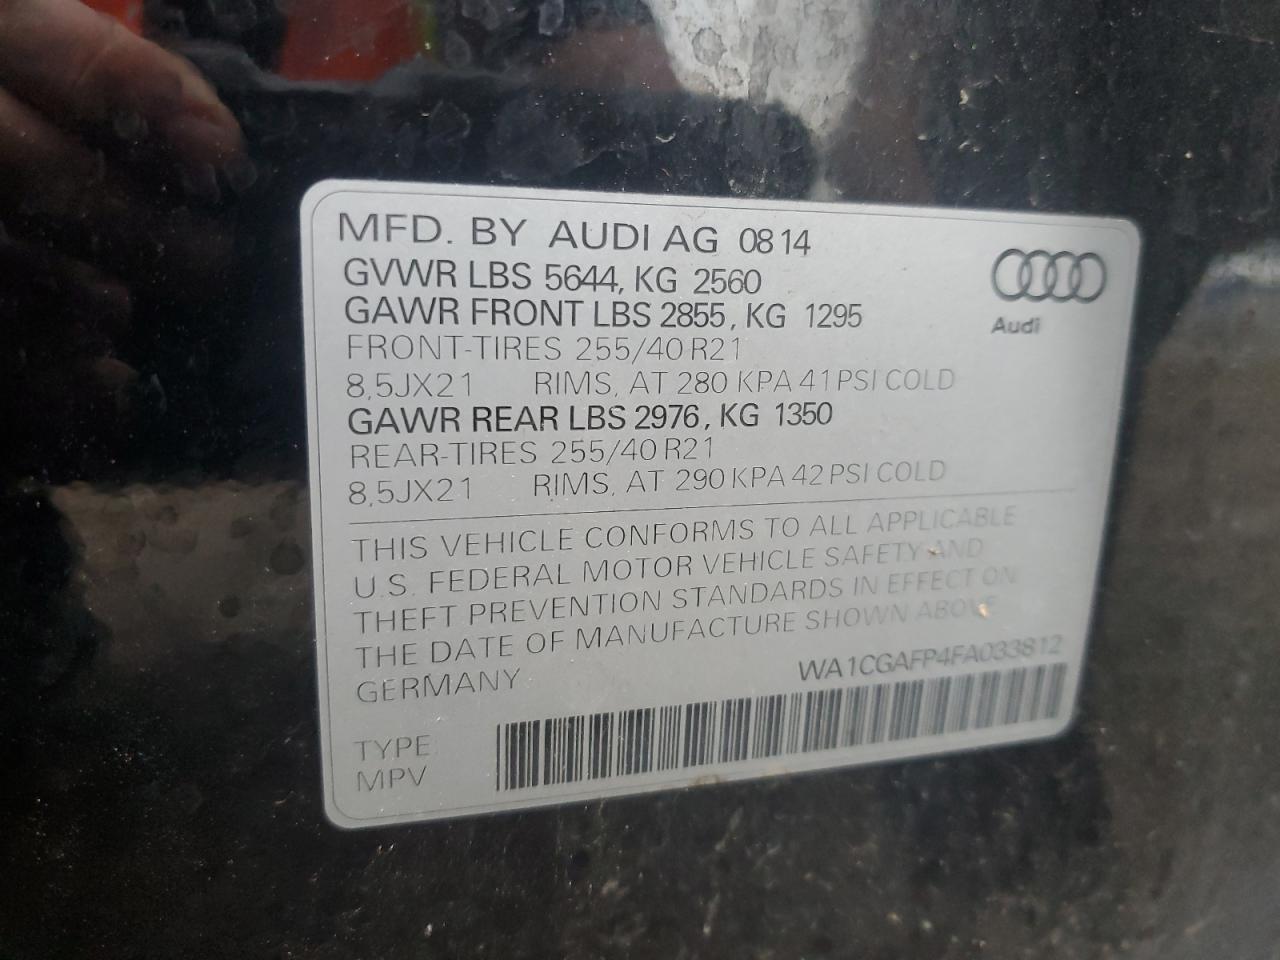 MFD. BY AUDI AG 08 14
GVWR LBS 5644, KG 2560
GAWR FRONT LBS 2855, KG 1295
FRONT-TIRES 255/40 R21
8,5JX21 RIMS, AT 280 KPA 41 PSI COLD
GAWR REAR LBS 2976, KG 1350
REAR-TIRES 255/40 R21
8,5JX21 RIMS, AT 290 KPA 42 PSI COLD
Audi
THIS VEHICLE CONFORMS TO ALL APPLICABLE
U.S. FEDERAL MOTOR VEHICLE SAFETY AND
THEFT PREVENTION STANDARDS IN EFFECT ON
THE DATE OF MANUFACTURE SHOWN ABOVE
GERMANY
WA1CGAFP4FA033812
TYPE
MPV